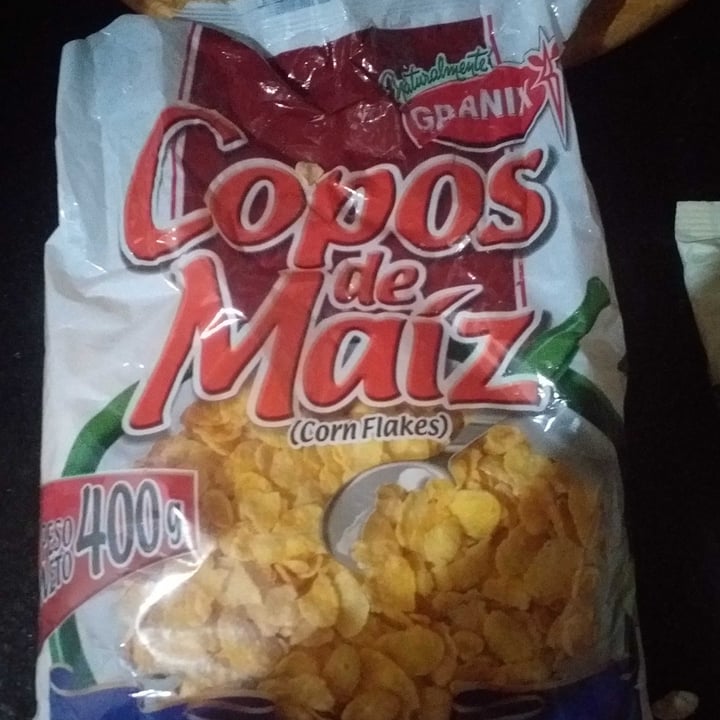 Naturalmente
GRANIX
Copos
de
Maíz
(Corn Flakes)
PESO
NETO
400g